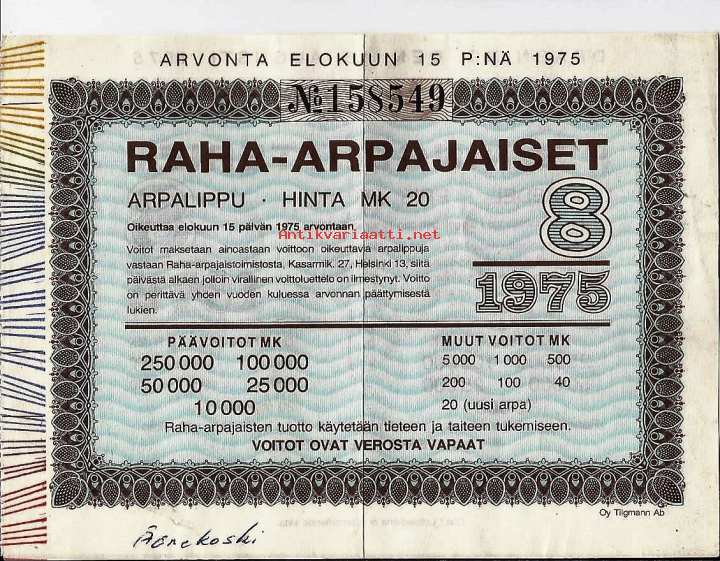 ARVONTA ELOKUUN 15 P:NÄ 1975
№ 158549
RAHA-ARPAJAISET
ARPALIPPU · HINTA MK 20
8
1975
Oikeuttaa elokuun 15 päivän 1975 arvontaan
Antikvariaatti.net
Voitot maksetaan ainoastaan voittoon oikeuttavia arpalippuja
vastaan Raha-arpajaistoimistosta, Kasarmik. 27, Helsinki 13, siitä
päivästä alkaen jolloin virallinen voittoluettelo on ilmestynyt. Voitto
on perittävä yhden vuoden kuluessa arvonnan päättymisestä
lukien.
PÄÄVOITOT MK
250 000 100 000
50 000 25 000
10 000
MUUT VOITOT MK
5 000 1 000 500
200 100 40
20 (uusi arpa)
Raha-arpajaisten tuotto käytetään tieteen ja taiteen tukemiseen.
VOITOT OVAT VEROSTA VAPAAT
Oy Tilgmann Ab
Äänekoski